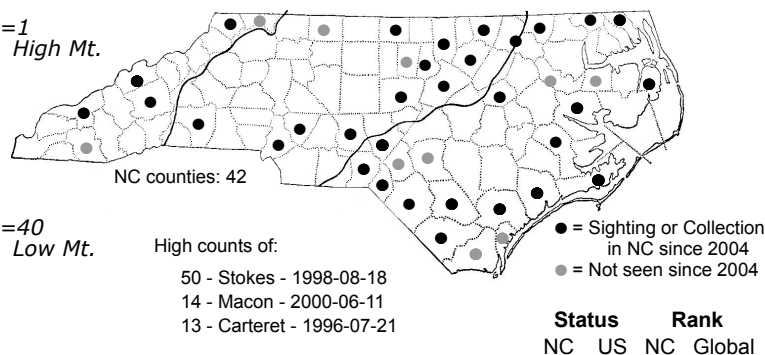 =1
High Mt.
NC counties: 42
=40
Low Mt.
High counts of:
50 - Stokes - 1998-08-18
14 - Macon - 2000-06-11
13 - Carteret - 1996-07-21
= Sighting or Collection
in NC since 2004
= Not seen since 2004
Status Rank
NC US NC Global